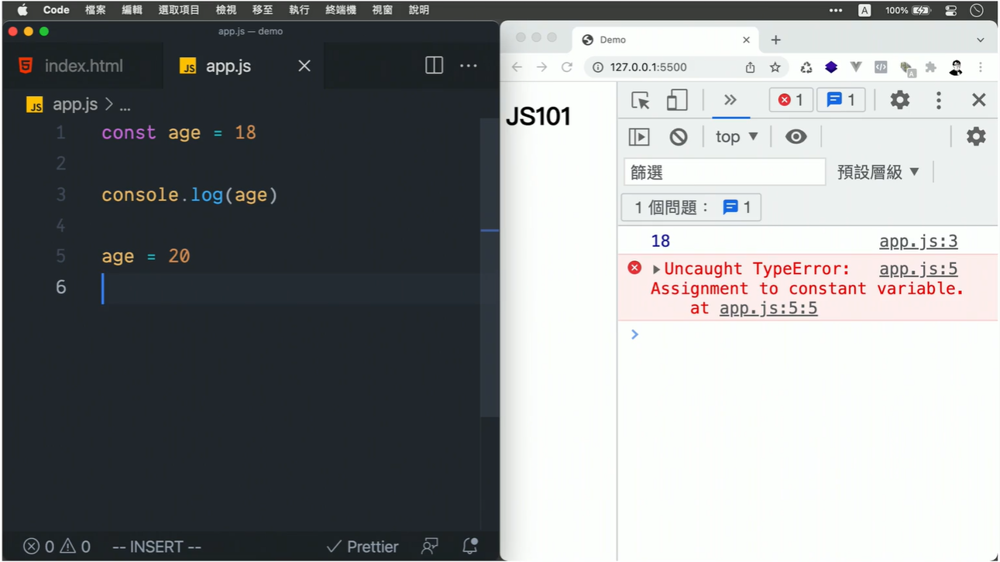 Code 檔案 編輯 選取項目 檢視 移至 執行 終端機 視窗 說明 ••• A 100%
app.js — demo
index.html JS app.js
JS app.js > ...
1 const age = 18
2
3 console.log(age)
4
5 age = 20
6
0 0 -- INSERT -- Prettier
Demo
127.0.0.1:5500
JS101
1 1
top
篩選 預設層級
1 個問題： 1
18 app.js:3
Uncaught TypeError: app.js:5
Assignment to constant variable.
at app.js:5:5